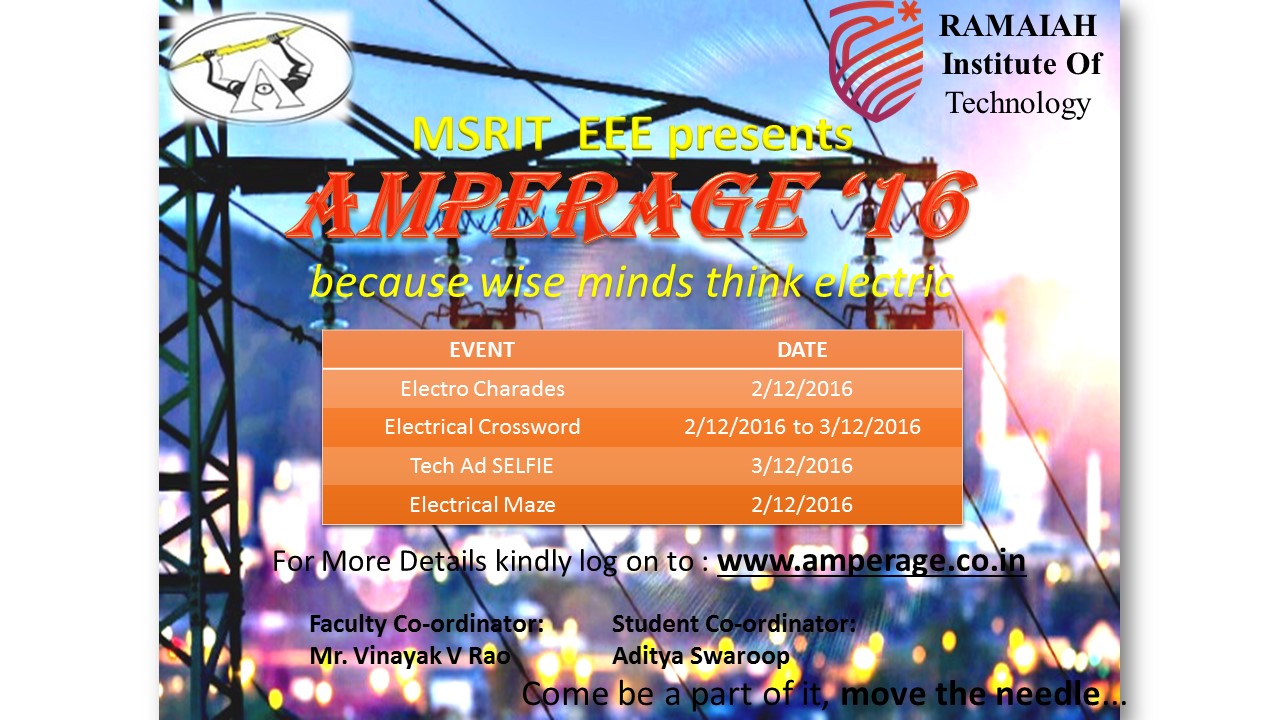 RAMAIAH
Institute Of
Technology
A
MSRIT EEE presents
AMPERAGE ‘16
because wise minds think electric
EVENT DATE
Electro Charades 2/12/2016
Electrical Crossword 2/12/2016 to 3/12/2016
Tech Ad SELFIE 3/12/2016
Electrical Maze 2/12/2016
For More Details kindly log on to : www.amperage.co.in
Faculty Co-ordinator: Student Co-ordinator:
Mr. Vinayak V Rao Aditya Swaroop
Come be a part of it, move the needle...